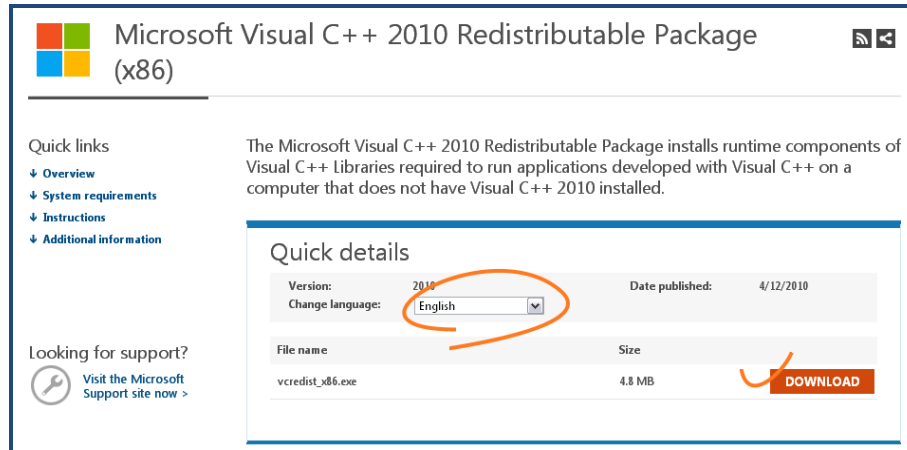 Microsoft Visual C++ 2010 Redistributable Package
(x86)
Quick links
Overview
System requirements
Instructions
Additional information
The Microsoft Visual C++ 2010 Redistributable Package installs runtime components of
Visual C++ Libraries required to run applications developed with Visual C++ on a
computer that does not have Visual C++ 2010 installed.
Quick details
Version: 2010 Date published: 4/12/2010
Change language: English
File name Size
vcredist_x86.exe 4.8 MB DOWNLOAD
Looking for support?
Visit the Microsoft
Support site now >